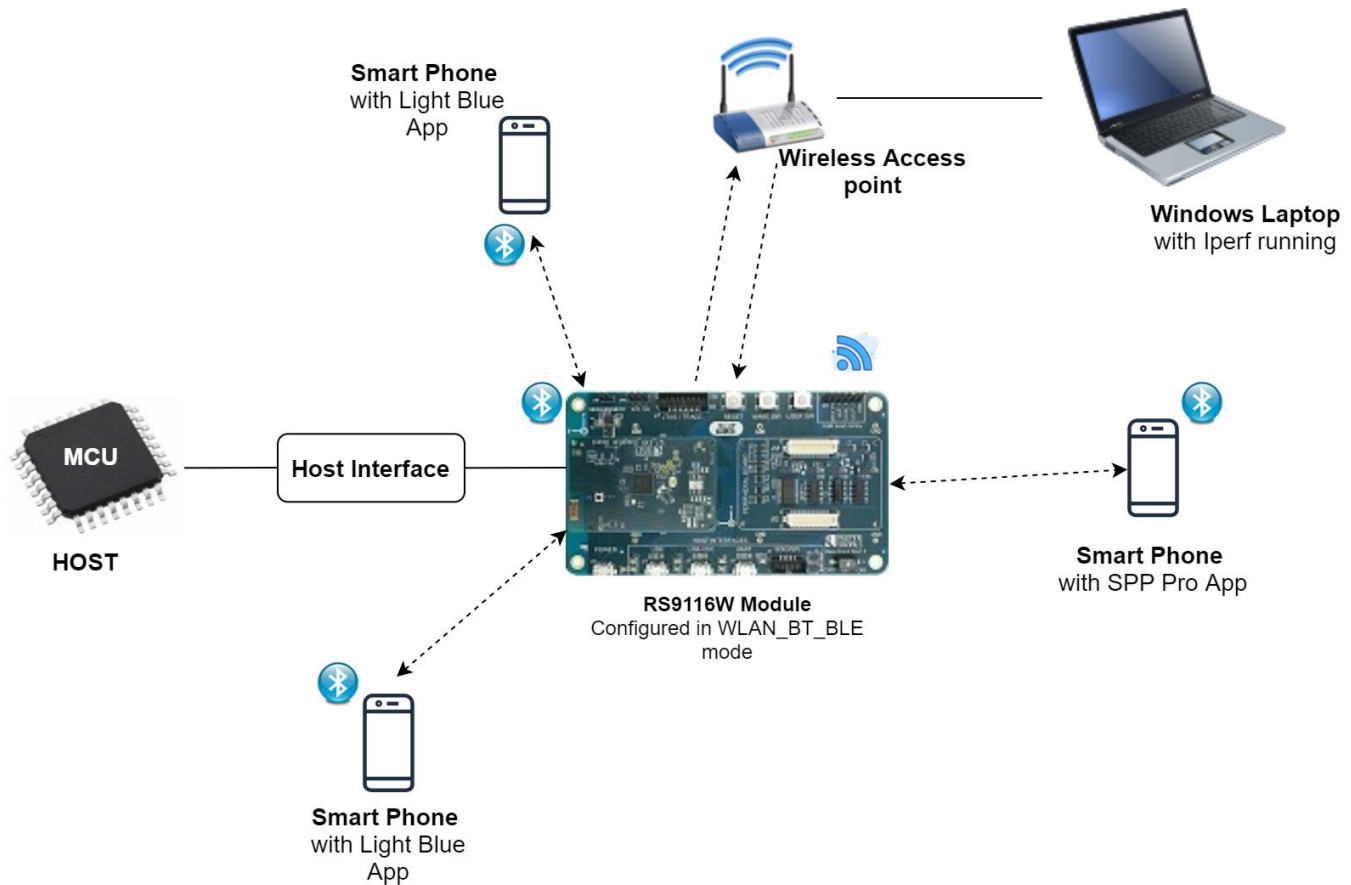 Smart Phone
with Light Blue
App
Wireless Access
point
Windows Laptop
with Iperf running
MCU
HOST
Host Interface
RESET
RS9116W Module
Configured in WLAN_BT_BLE
mode
Smart Phone
with SPP Pro App
Smart Phone
with Light Blue
App